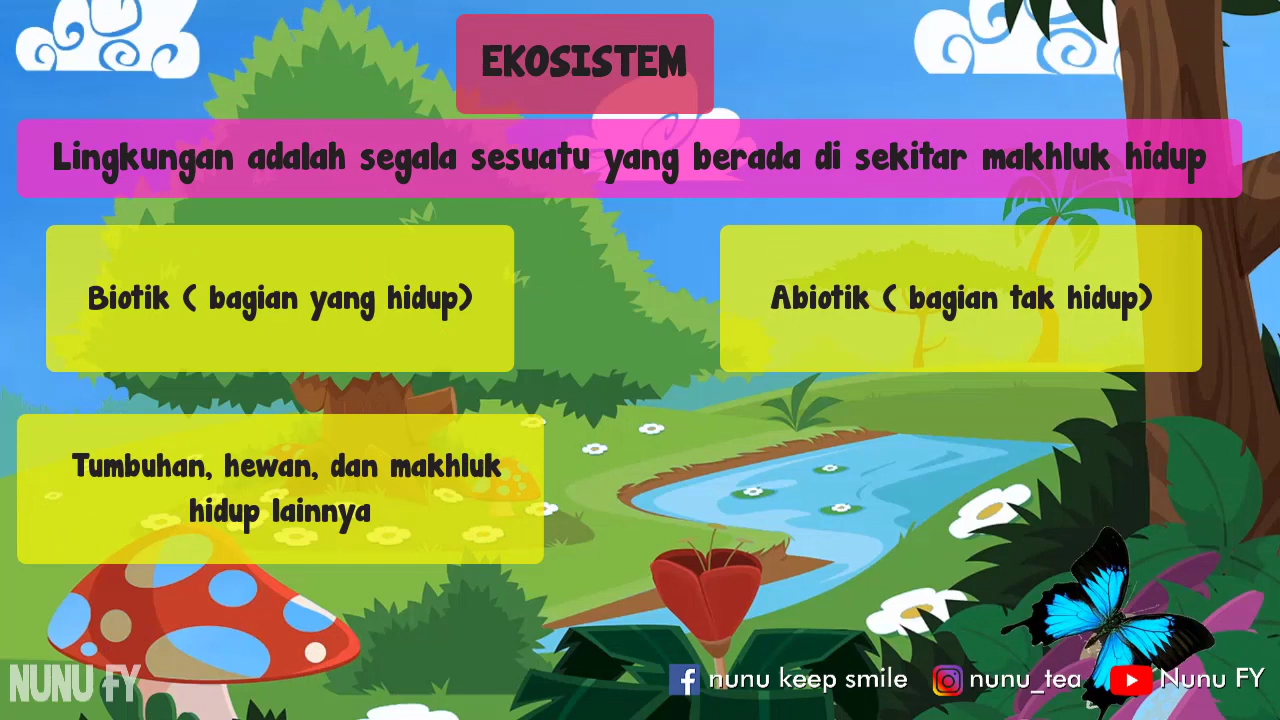 EKOSISTEM
Lingkungan adalah segala sesuatu yang berada di sekitar makhluk hidup
Biotik ( bagian yang hidup)
Abiotik ( bagian tak hidup)
Tumbuhan, hewan, dan makhluk
hidup lainnya
NUNU FY
nunu keep smile
nunu_tea
Nunu FY